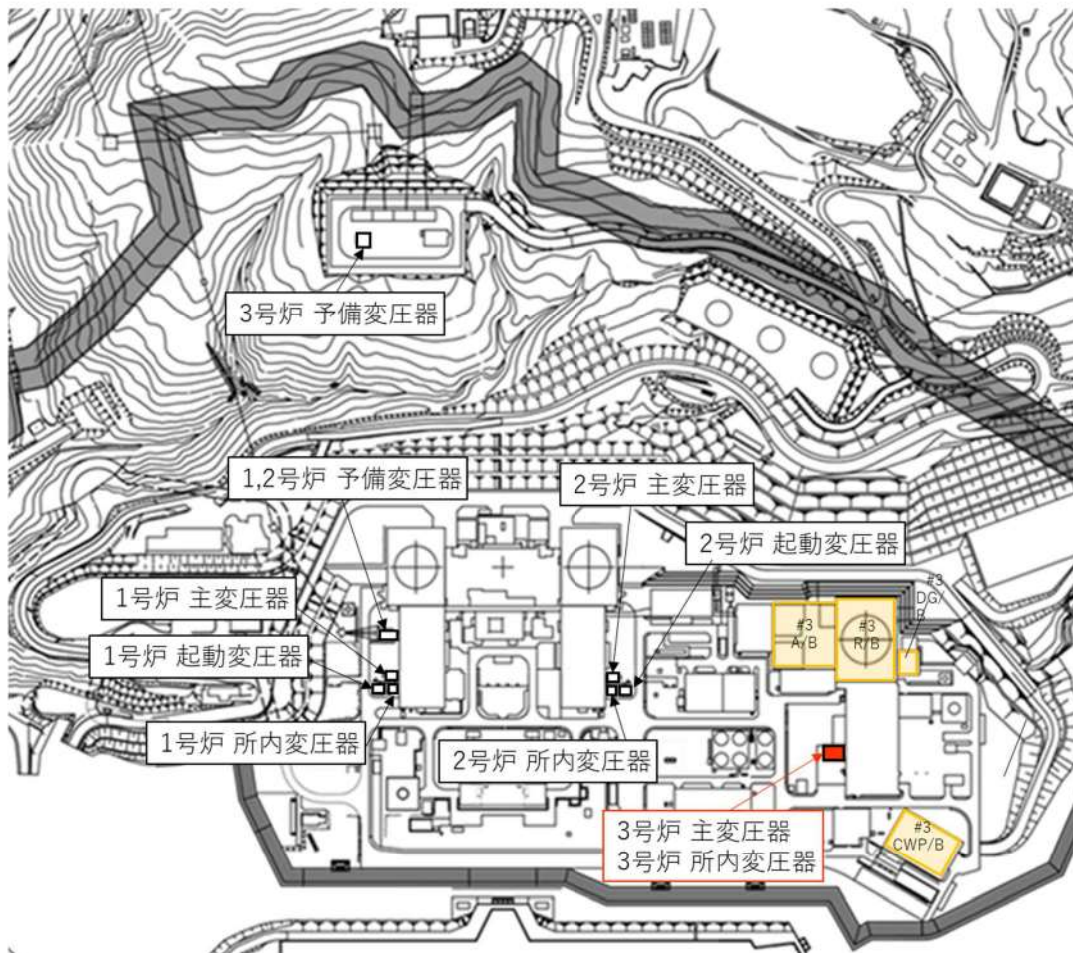 3号炉 予備変圧器
1,2号炉 予備変圧器
2号炉 主変圧器
2号炉 起動変圧器
1号炉 主変圧器
1号炉 起動変圧器
1号炉 所内変圧器
2号炉 所内変圧器
#3
A/B
#3
R/B
#3
DG/
B
3号炉 主変圧器
3号炉 所内変圧器
#3
CWP/B